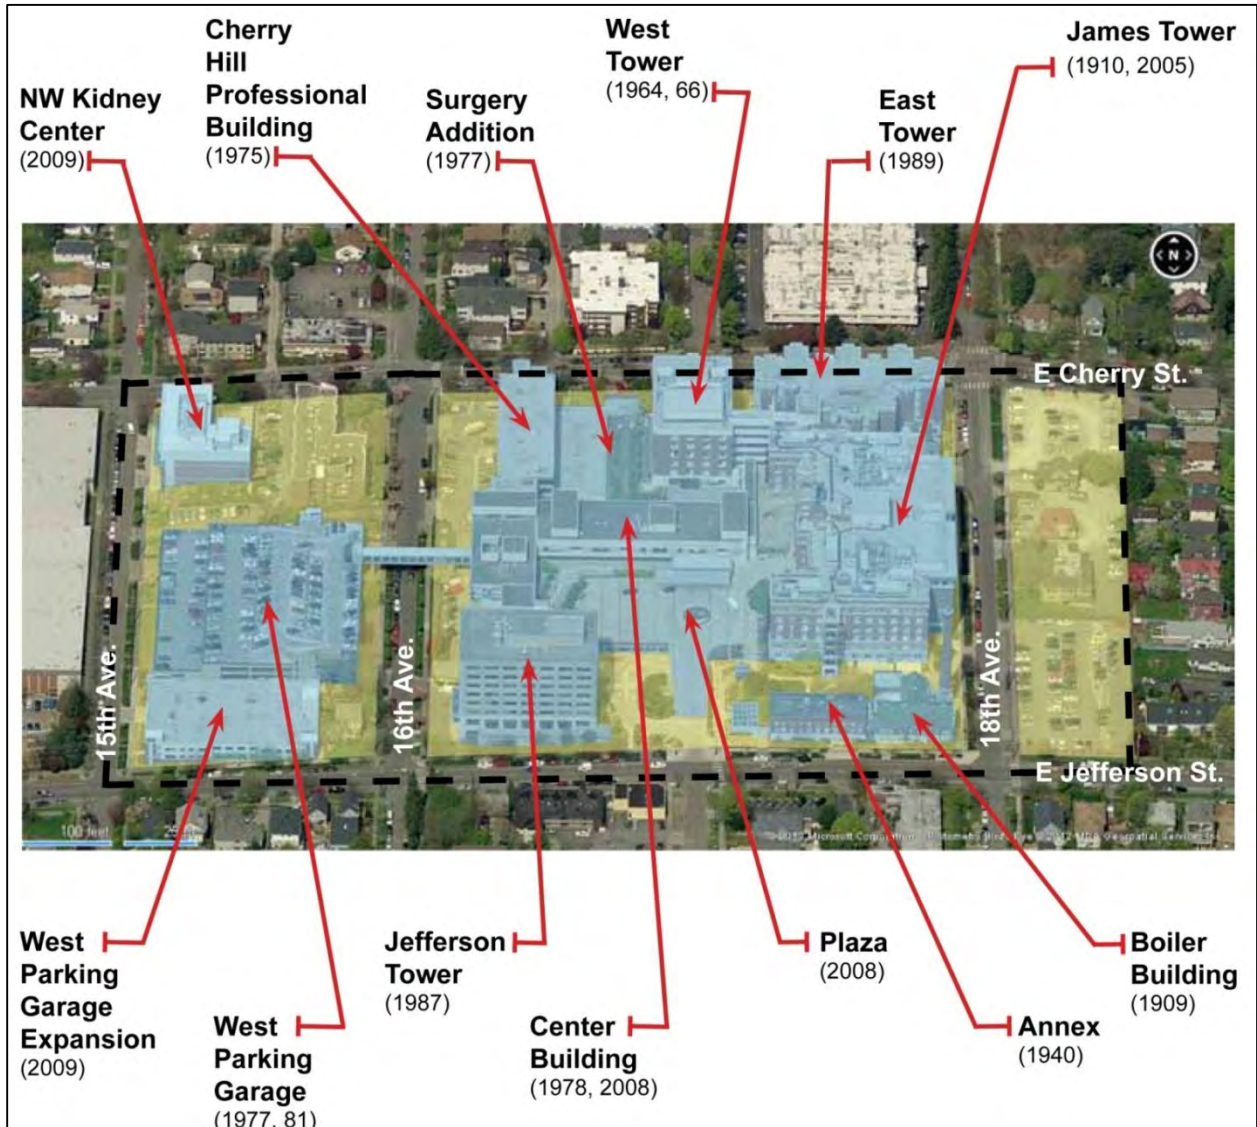 Cherry
Hill
Professional
Building
(1975)
West
Tower
(1964, 66)
James Tower
(1910, 2005)
NW Kidney
Center
(2009)
Surgery
Addition
(1977)
East
Tower
(1989)
N
E Cherry St.
15th Ave.
16th Ave.
18th Ave.
E Jefferson St.
100 feet
West
Parking
Garage
Expansion
(2009)
West
Parking
Garage
(1977, 81)
Jefferson
Tower
(1987)
Center
Building
(1978, 2008)
Plaza
(2008)
Annex
(1940)
Boiler
Building
(1909)